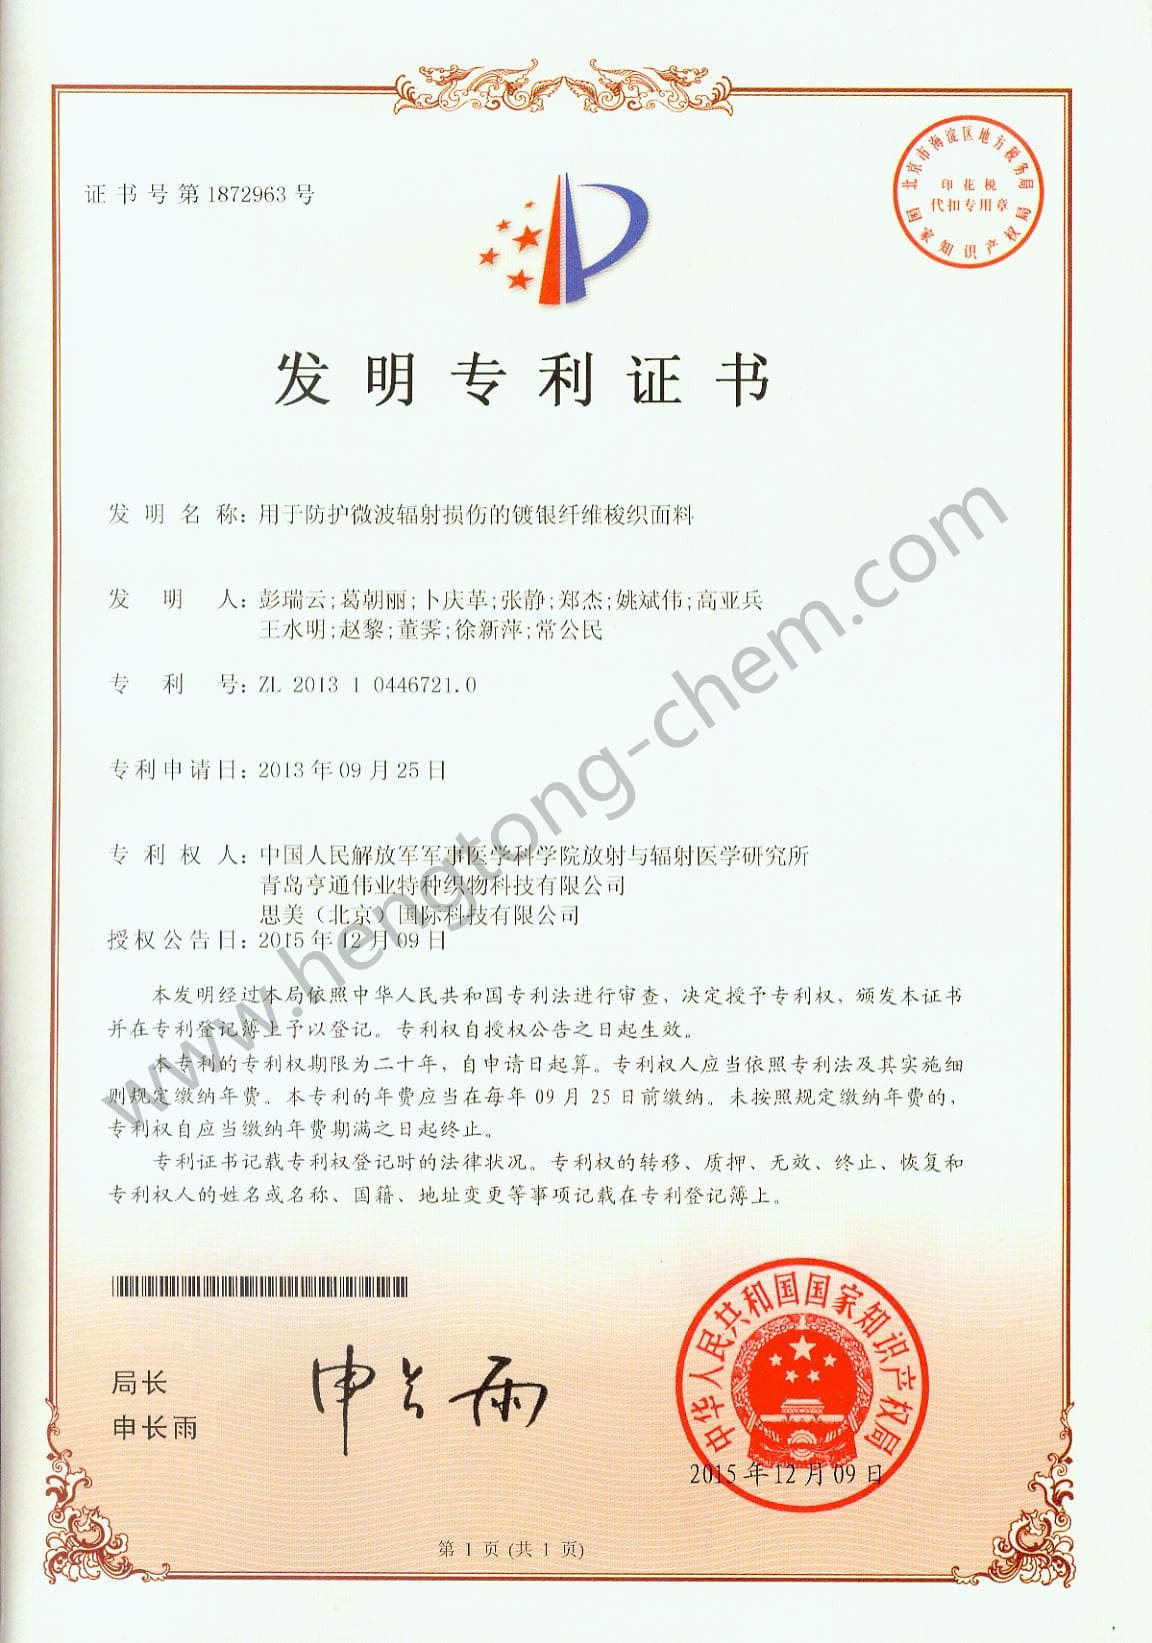 证书号第1872963号
北京市海淀区地方税务局
印花税
代扣专用章
国家知识产权局
发明专利证书
发明名称：用于防护微波辐射损伤的镀银纤维梭织面料
发明人：彭瑞云;葛朝丽;卜庆革;张静;郑杰;姚斌伟;高亚兵
王水明;赵黎;董霁;徐新萍;常公民
专利号：ZL 2013 1 0446721.0
专利申请日：2013年09月25日
专利权人：中国人民解放军军事医学科学院放射与辐射医学研究所
青岛亨通伟业特种织物科技有限公司
思美（北京）国际科技有限公司
授权公告日：2015年12月09日
本发明经过本局依照中华人民共和国专利法进行审查，决定授予专利权，颁发本证书
并在专利登记簿上予以登记。专利权自授权公告之日起生效。
本专利的专利权期限为二十年，自申请日起算。专利权人应当依照专利法及其实施细
则规定缴纳年费。本专利的年费应当在每年09月25日前缴纳。未按照规定缴纳年费的，
专利权自应当缴纳年费期满之日起终止。
专利证书记载专利权登记时的法律状况。专利权的转移、质押、无效、终止、恢复和
专利权人的姓名或名称、国籍、地址变更等事项记载在专利登记簿上。
www.hengtong-chem.com
局长
申长雨
申长雨
中华人民共和国国家知识产权局
2015年12月09日
第1页(共1页)